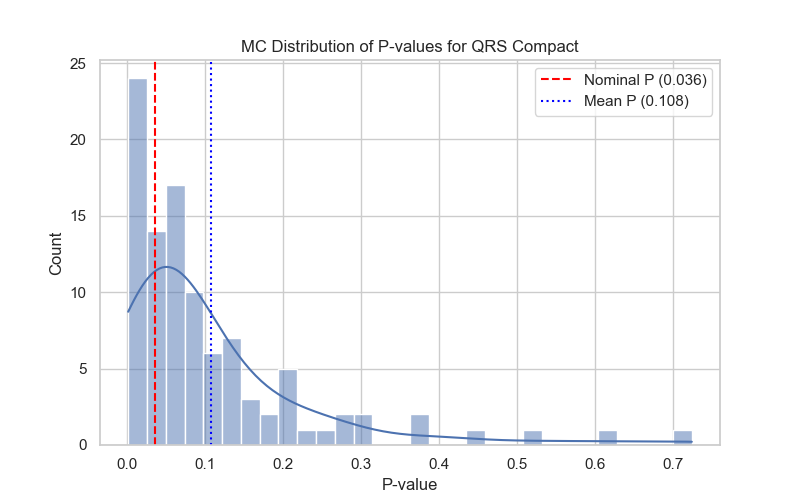 MC Distribution of P-values for QRS Compact
Nominal P (0.036)
Mean P (0.108)
25
20
15
10
5
0
Count
0.0 0.1 0.2 0.3 0.4 0.5 0.6 0.7
P-value